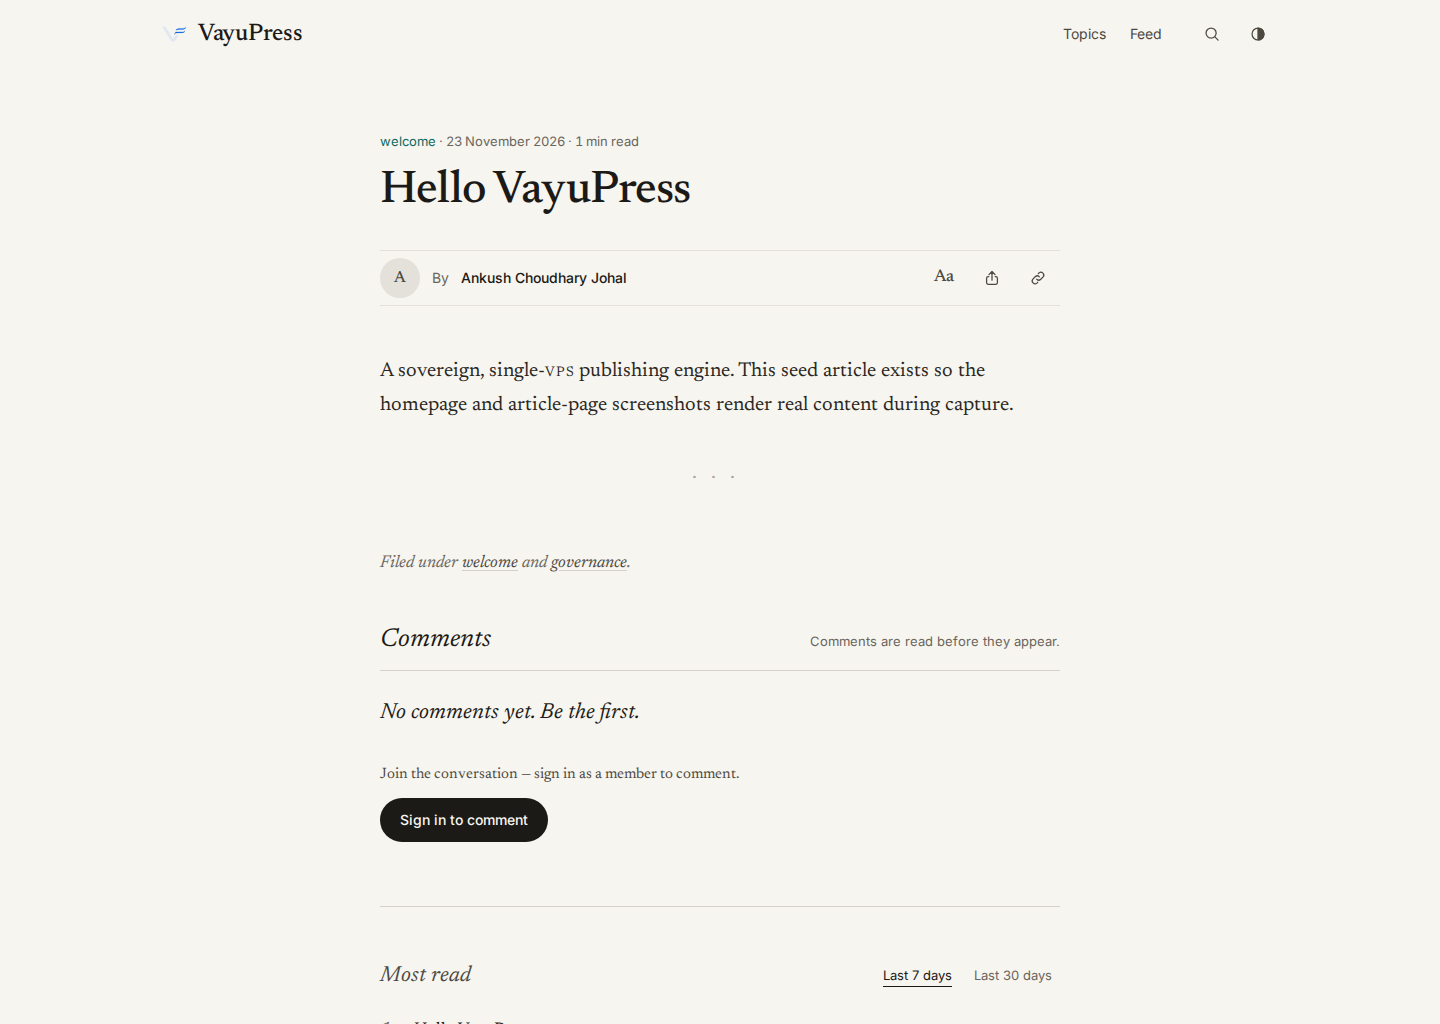 VayuPress
Topics Feed
welcome · 23 November 2026 · 1 min read
Hello VayuPress
A By Ankush Choudhary Johal Aa
A sovereign, single-VPS publishing engine. This seed article exists so the
homepage and article-page screenshots render real content during capture.
· · ·
Filed under welcome and governance.
Comments Comments are read before they appear.
No comments yet. Be the first.
Join the conversation — sign in as a member to comment.
Sign in to comment
Most read Last 7 days Last 30 days